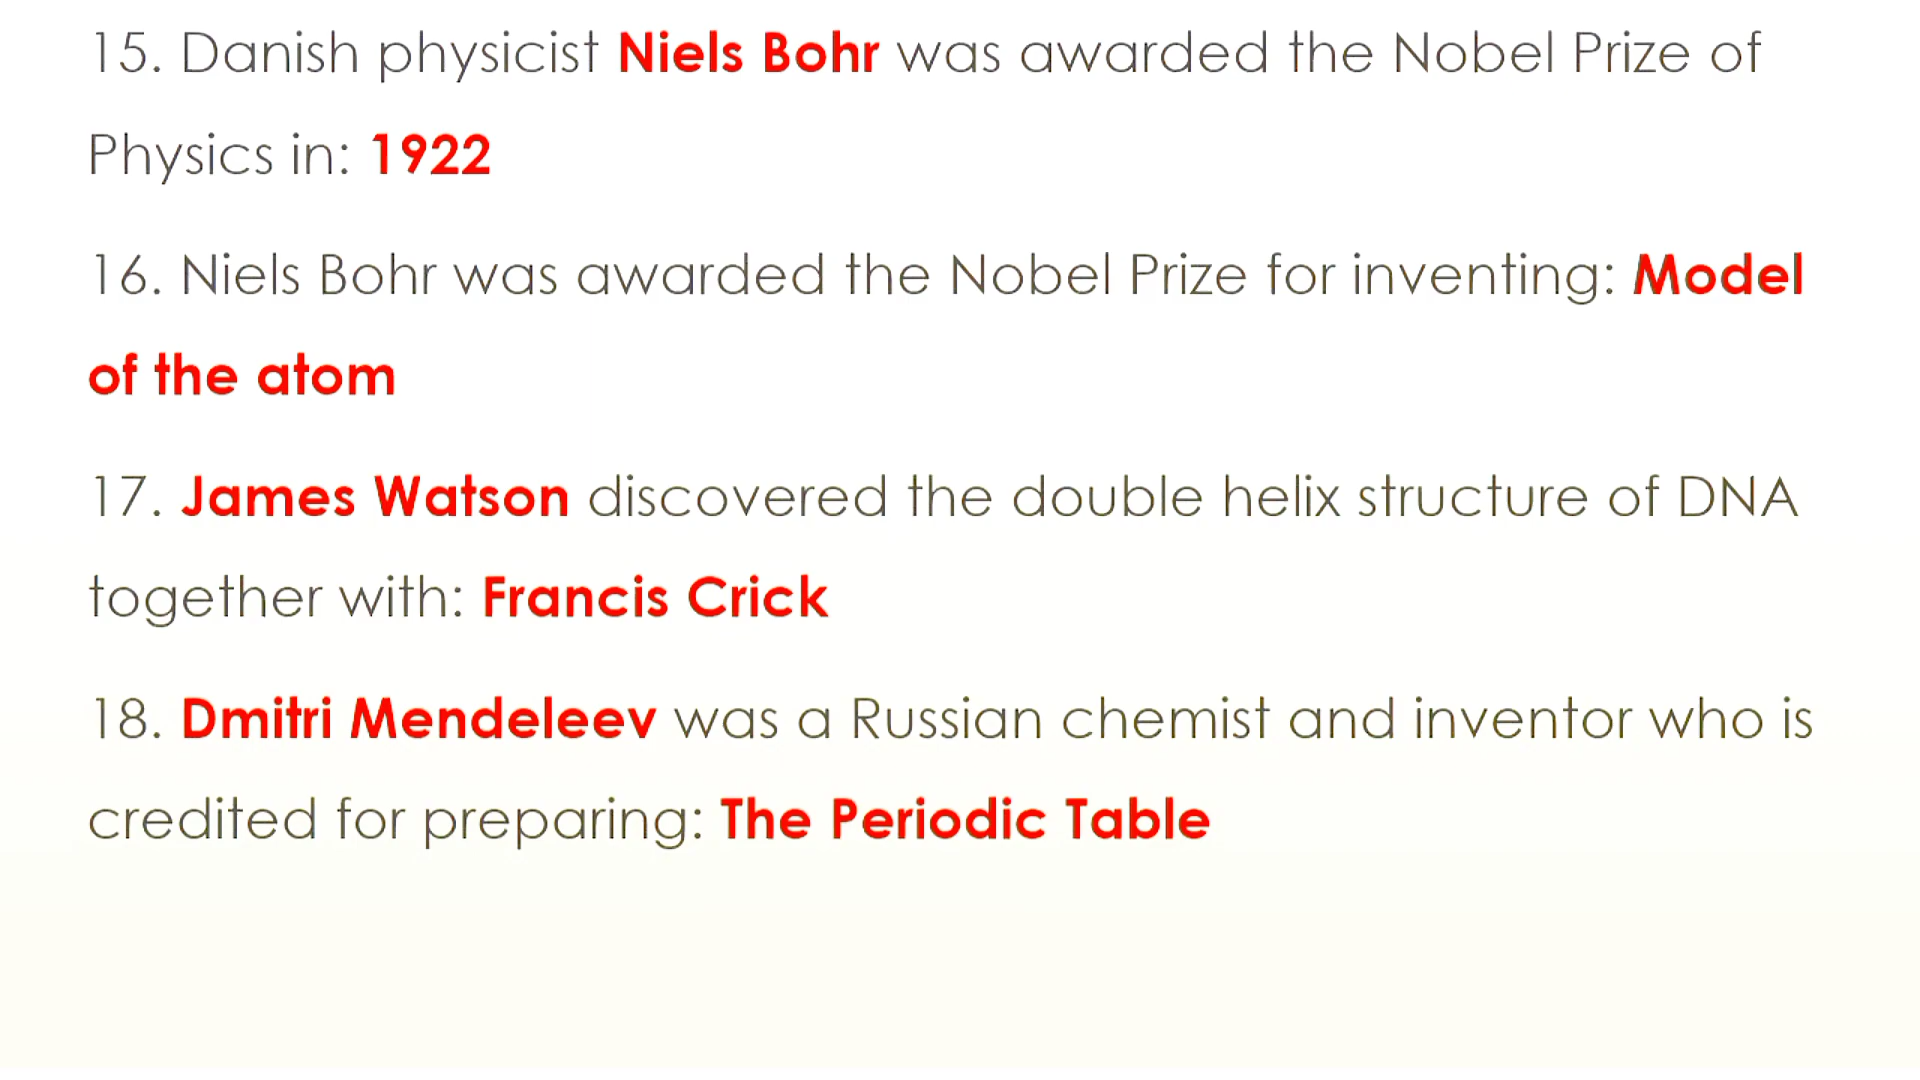 15. Danish physicist Niels Bohr was awarded the Nobel Prize of
Physics in: 1922
16. Niels Bohr was awarded the Nobel Prize for inventing: Model
of the atom
17. James Watson discovered the double helix structure of DNA
together with: Francis Crick
18. Dmitri Mendeleev was a Russian chemist and inventor who is
credited for preparing: The Periodic Table